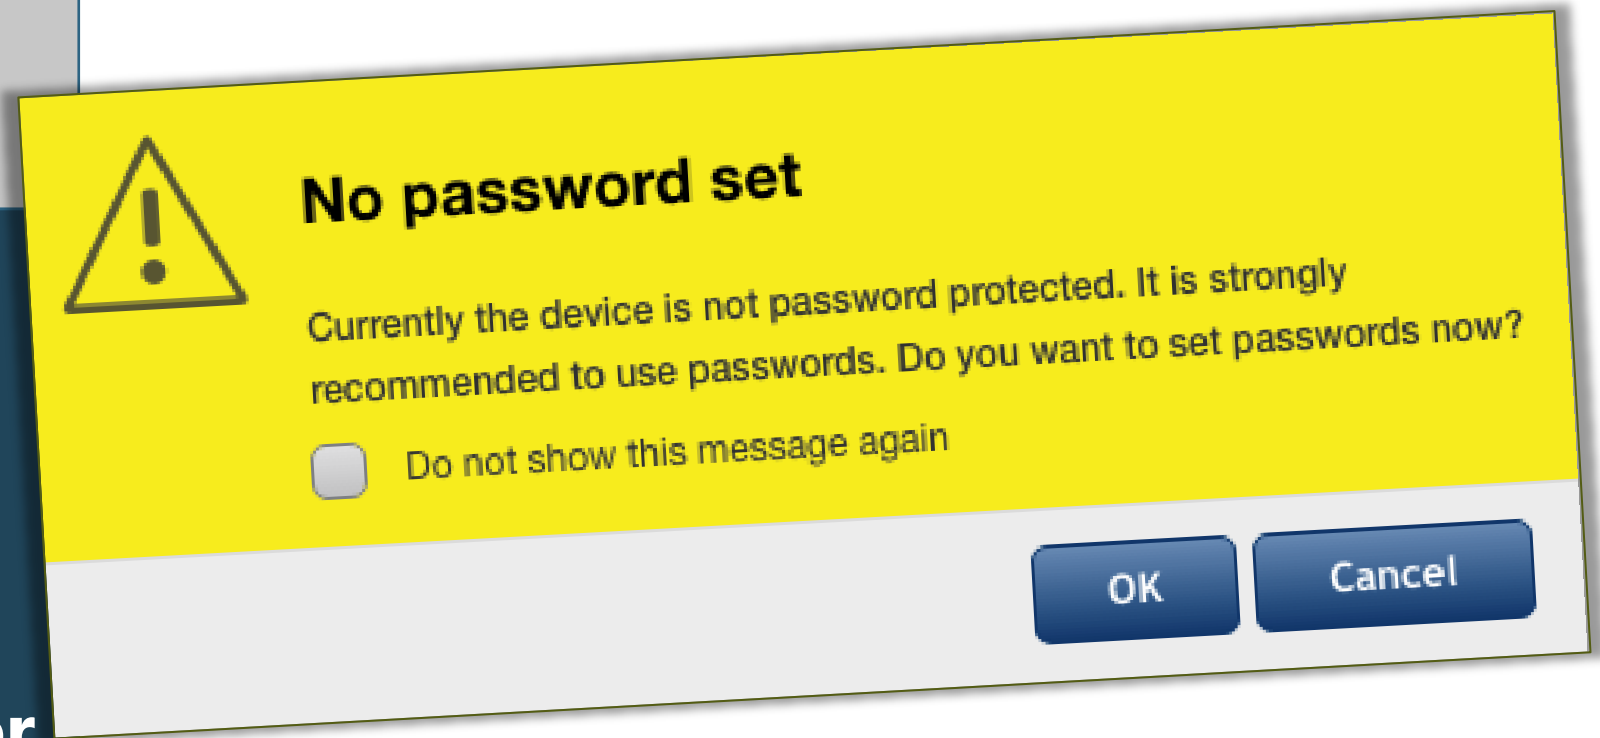 No password set
Currently the device is not password protected. It is strongly
recommended to use passwords. Do you want to set passwords now?
Do not show this message again
OK
Cancel